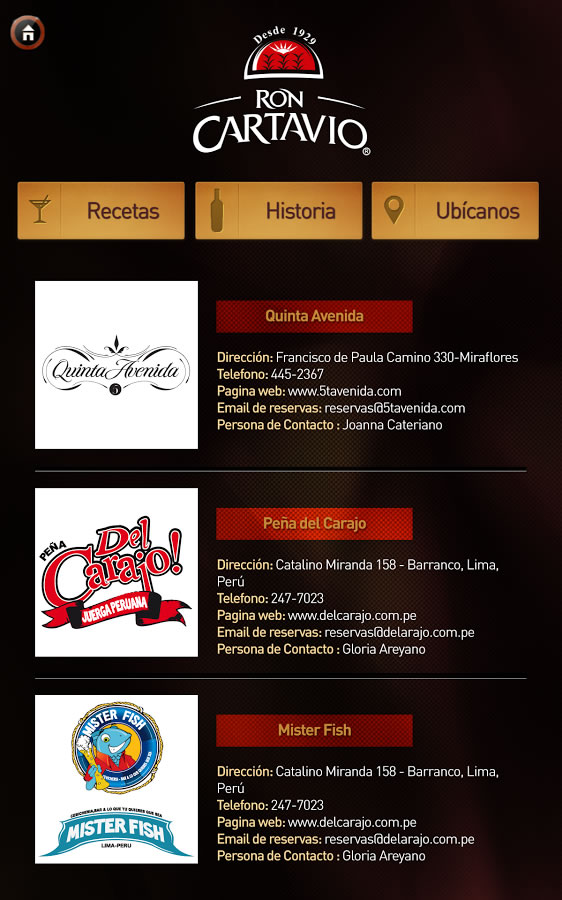 Desde 1929
RON
CARTAVIO®
Recetas
Historia
Ubícanos
Quinta Avenida
Quinta Avenida
Dirección: Francisco de Paula Camino 330-Miraflores
Telefono: 445-2367
Pagina web: www.5tavenida.com
Email de reservas: reservas@5tavenida.com
Persona de Contacto : Joanna Cateriano
PEÑA
Del
Carajo!
JUERGA PERUANA
Peña del Carajo
Dirección: Catalino Miranda 158 - Barranco, Lima,
Perú
Telefono: 247-7023
Pagina web: www.delcarajo.com.pe
Email de reservas: reservas@delarajo.com.pe
Persona de Contacto : Gloria Areyano
MISTER FISH
MISTER FISH
LIMA-PERU
Mister Fish
Dirección: Catalino Miranda 158 - Barranco, Lima,
Perú
Telefono: 247-7023
Pagina web: www.delcarajo.com.pe
Email de reservas: reservas@delarajo.com.pe
Persona de Contacto : Gloria Areyano